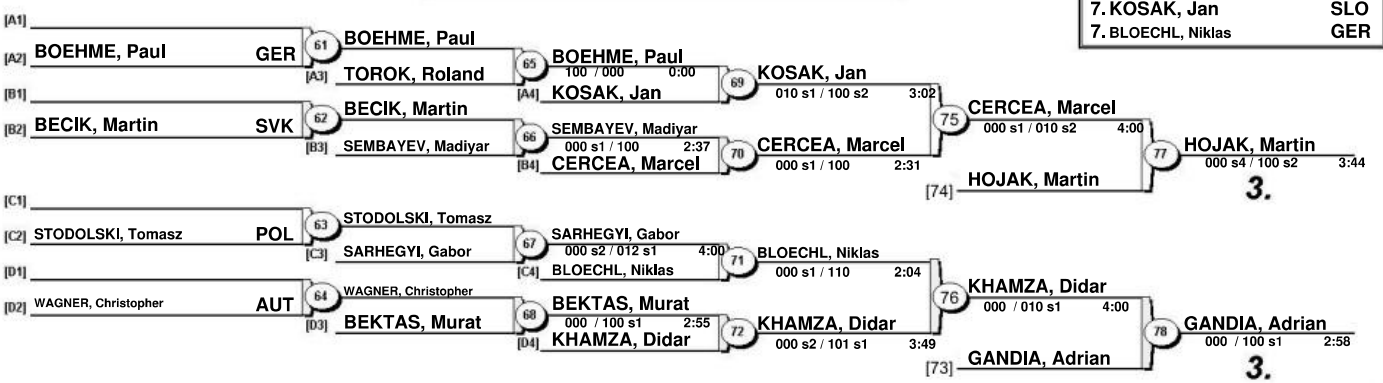 7. KOSAK, Jan SLO
7. BLOECHL, Niklas GER
[A1]
[A2] BOEHME, Paul GER
61
BOEHME, Paul
[A3] TOROK, Roland
65
BOEHME, Paul
100 / 000 0:00
[A4] KOSAK, Jan
69
KOSAK, Jan
010 s1 / 100 s2 3:02
[B1]
[B2] BECIK, Martin SVK
62
BECIK, Martin
[B3] SEMBAYEV, Madiyar
66
SEMBAYEV, Madiyar
000 s1 / 100 2:37
[B4] CERCEA, Marcel
70
CERCEA, Marcel
000 s1 / 100 2:31
75
CERCEA, Marcel
000 s1 / 010 s2 4:00
[74] HOJAK, Martin
77
HOJAK, Martin
000 s4 / 100 s2 3:44
3.
[C1]
[C2] STODOLSKI, Tomasz POL
63
STODOLSKI, Tomasz
[C3] SARHEGYI, Gabor
67
SARHEGYI, Gabor
000 s2 / 012 s1 4:00
[C4] BLOECHL, Niklas
71
BLOECHL, Niklas
000 s1 / 110 2:04
[D1]
[D2] WAGNER, Christopher AUT
64
WAGNER, Christopher
[D3] BEKTAS, Murat
68
BEKTAS, Murat
000 / 100 s1 2:55
[D4] KHAMZA, Didar
72
KHAMZA, Didar
000 s2 / 101 s1 3:49
76
KHAMZA, Didar
000 / 010 s1 4:00
[73] GANDIA, Adrian
78
GANDIA, Adrian
000 / 100 s1 2:58
3.